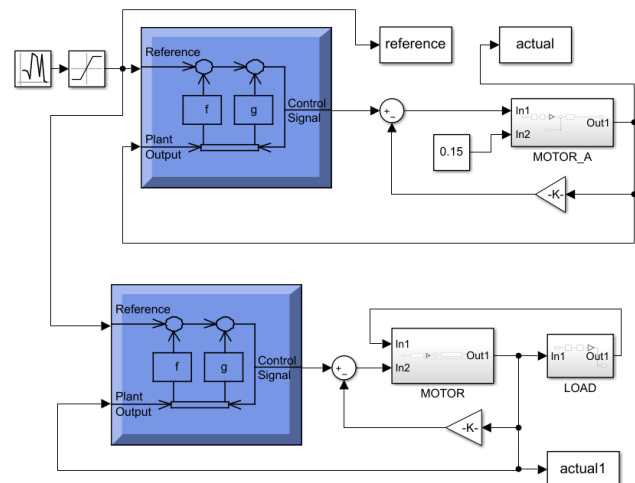 reference
actual
Reference
f
g
Control
Signal
Plant
Output
+
−
In1
In2
Out1
MOTOR_A
0.15
-K-
Reference
f
g
Control
Signal
Plant
Output
+
−
In1
In2
Out1
MOTOR
In1
Out1
LOAD
-K-
actual1